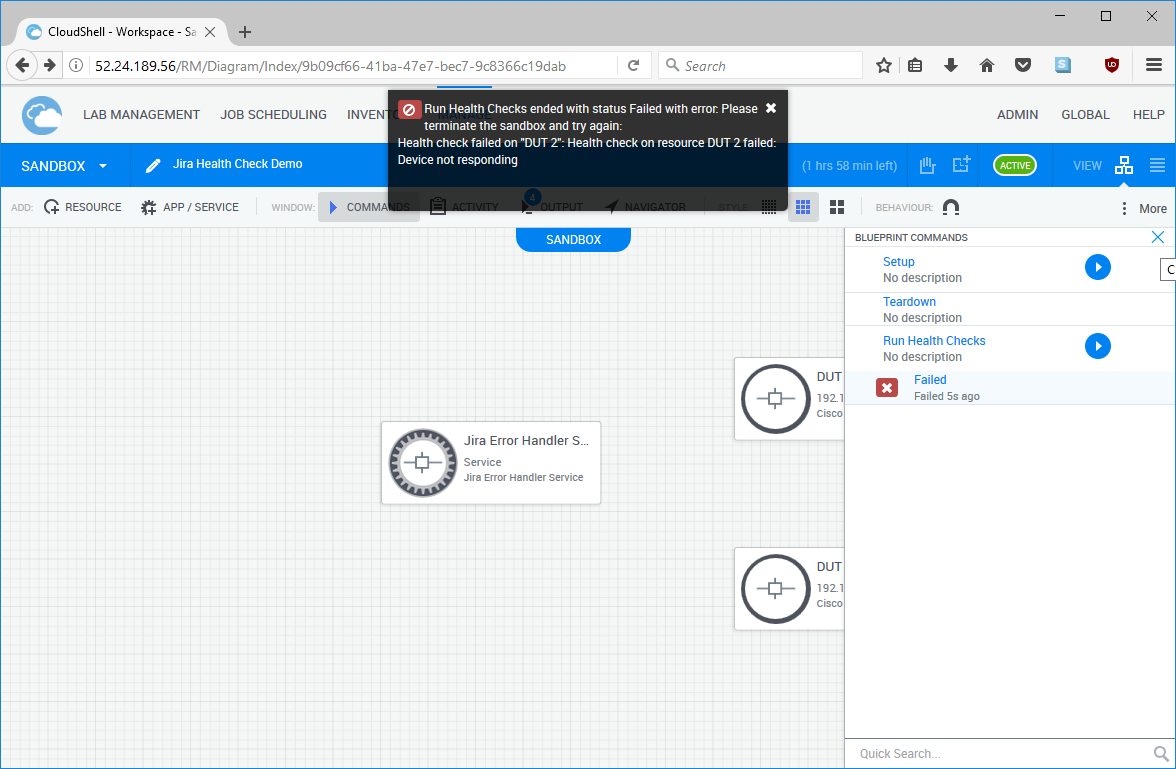 CloudShell - Workspace - Sa
52.24.189.56/RM/Diagram/Index/9b09cf66-41ba-47e7-bec7-9c8366c19dab
Search
LAB MANAGEMENT
JOB SCHEDULING
INVENTO
MANAGE
ADMIN
GLOBAL
HELP
Run Health Checks ended with status Failed with error: Please
terminate the sandbox and try again:
Health check failed on "DUT 2": Health check on resource DUT 2 failed:
Device not responding
SANDBOX
Jira Health Check Demo
(1 hrs 58 min left)
ACTIVE
VIEW
ADD:
RESOURCE
APP / SERVICE
WINDOW:
COMMANDS
ACTIVITY
4
OUTPUT
NAVIGATOR
STYLE:
BEHAVIOUR:
More
SANDBOX
BLUEPRINT COMMANDS
Setup
No description
C
Teardown
No description
Run Health Checks
No description
Failed
Failed 5s ago
DUT
192.1
Cisco
Jira Error Handler S...
Service
Jira Error Handler Service
DUT
192.1
Cisco
Quick Search...